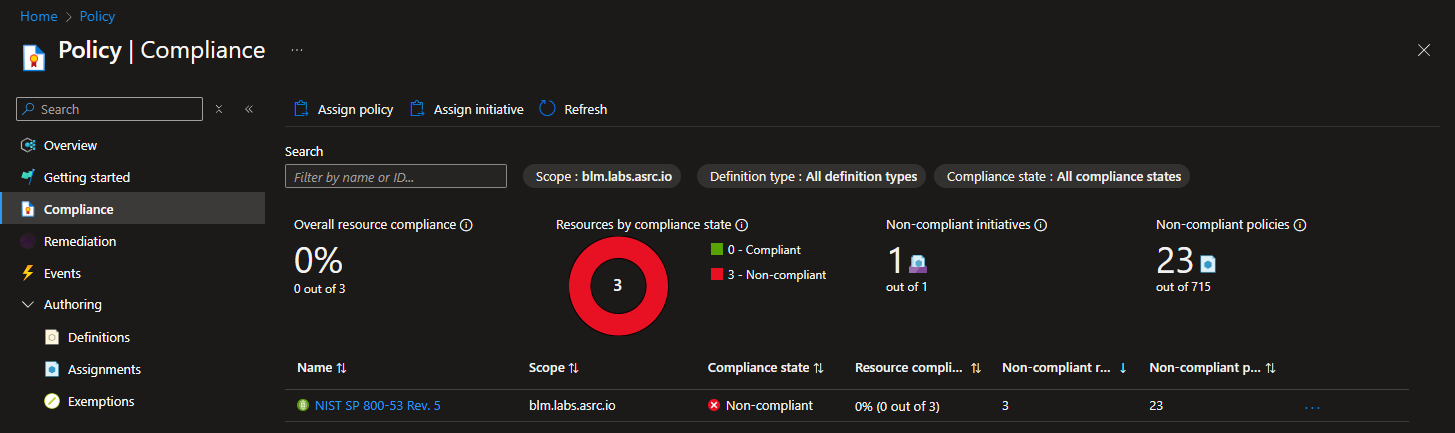 Home > Policy
Policy | Compliance ...
Search
Overview
Getting started
Compliance
Remediation
Events
Authoring
Definitions
Assignments
Exemptions
Assign policy Assign initiative Refresh
Search
Filter by name or ID...
Scope : blm.labs.asrc.io
Definition type : All definition types
Compliance state : All compliance states
Overall resource compliance
0%
0 out of 3
Resources by compliance state
3
0 - Compliant
3 - Non-compliant
Non-compliant initiatives
1
out of 1
Non-compliant policies
23
out of 715
Name Scope Compliance state Resource compli... Non-compliant r... Non-compliant p...
NIST SP 800-53 Rev. 5 blm.labs.asrc.io Non-compliant 0% (0 out of 3) 3 23 ...